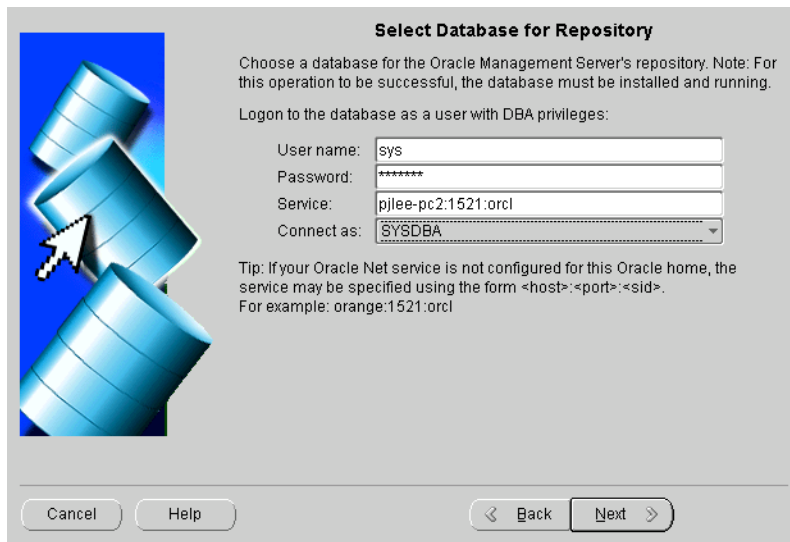 Select Database for Repository
Choose a database for the Oracle Management Server's repository. Note: For
this operation to be successful, the database must be installed and running.
Logon to the database as a user with DBA privileges:
User name: sys
Password: *******
Service: pjlee-pc2:1521:orcl
Connect as: SYSDBA
Tip: If your Oracle Net service is not configured for this Oracle home, the
service may be specified using the form <host>:<port>:<sid>.
For example: orange:1521:orcl
Cancel Help Back Next